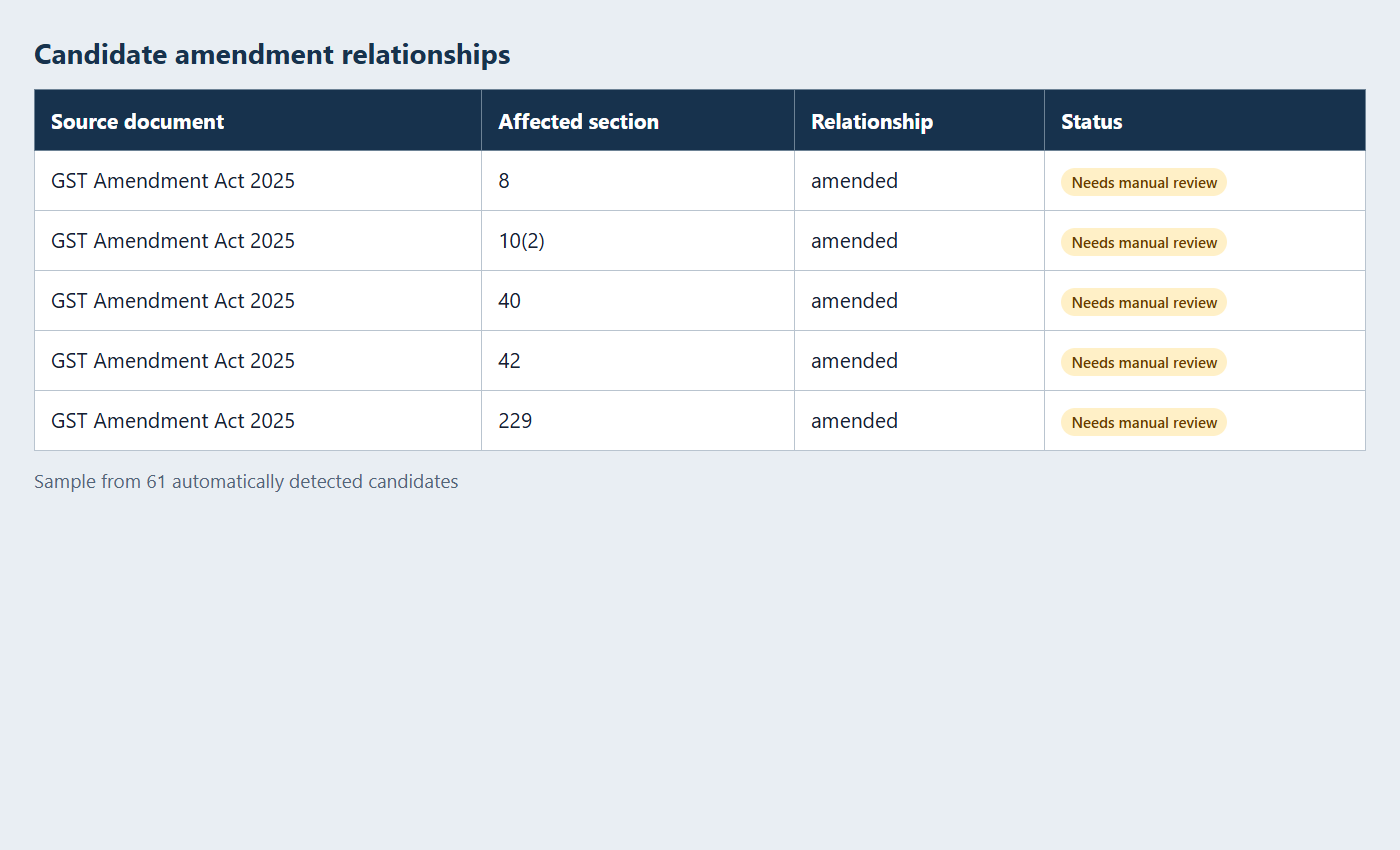 Candidate amendment relationships
Source document Affected section Relationship Status
GST Amendment Act 2025 8 amended Needs manual review
GST Amendment Act 2025 10(2) amended Needs manual review
GST Amendment Act 2025 40 amended Needs manual review
GST Amendment Act 2025 42 amended Needs manual review
GST Amendment Act 2025 229 amended Needs manual review
Sample from 61 automatically detected candidates